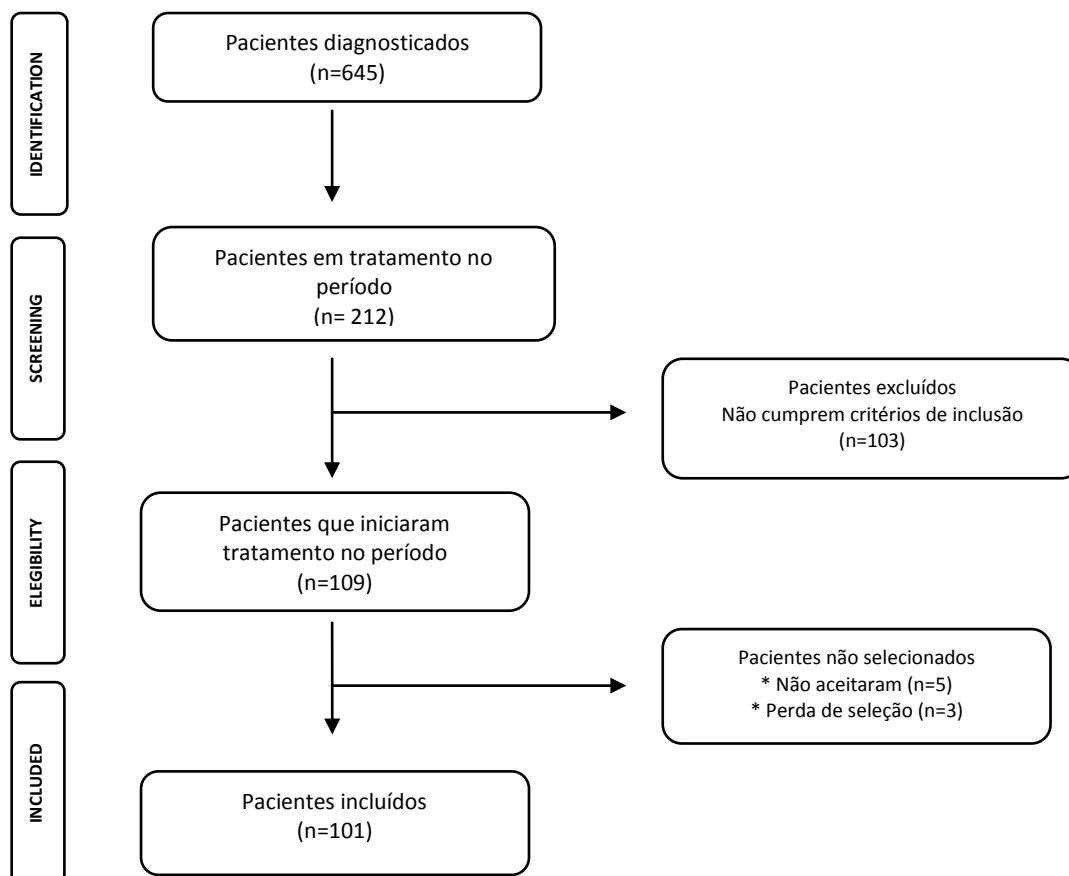 IDENTIFICATION
Pacientes diagnosticados
(n=645)
SCREENING
Pacientes em tratamento no
período
(n= 212)
Pacientes excluídos
Não cumprem critérios de inclusão
(n=103)
ELEGIBILITY
Pacientes que iniciaram
tratamento no período
(n=109)
Pacientes não selecionados
* Não aceitaram (n=5)
* Perda de seleção (n=3)
INCLUDED
Pacientes incluídos
(n=101)